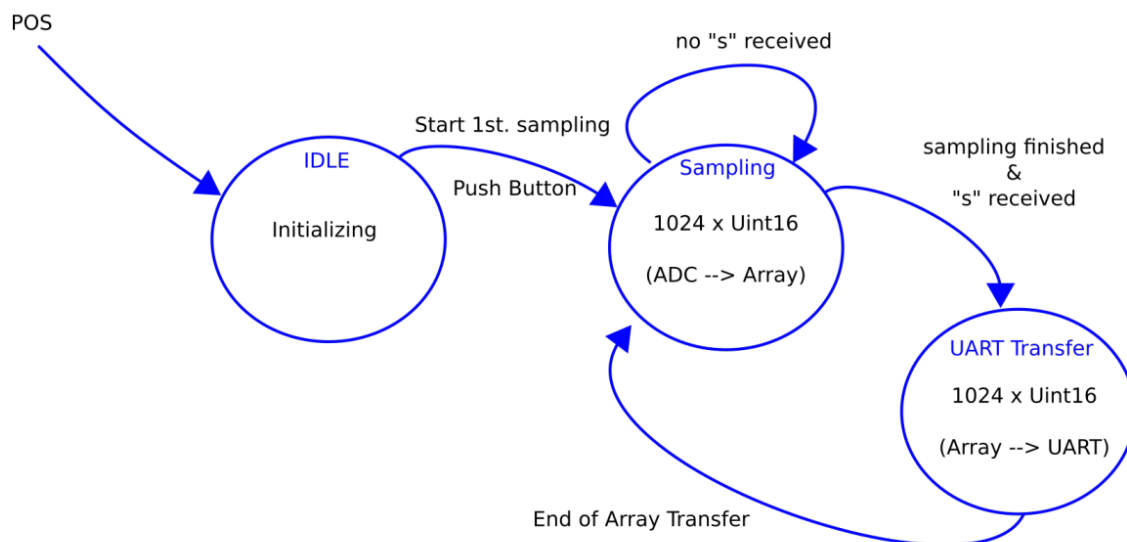 POS
IDLE
Initializing
Start 1st. sampling
Push Button
no "s" received
Sampling
1024 x Uint16
(ADC --> Array)
sampling finished
&
"s" received
UART Transfer
1024 x Uint16
(Array --> UART)
End of Array Transfer